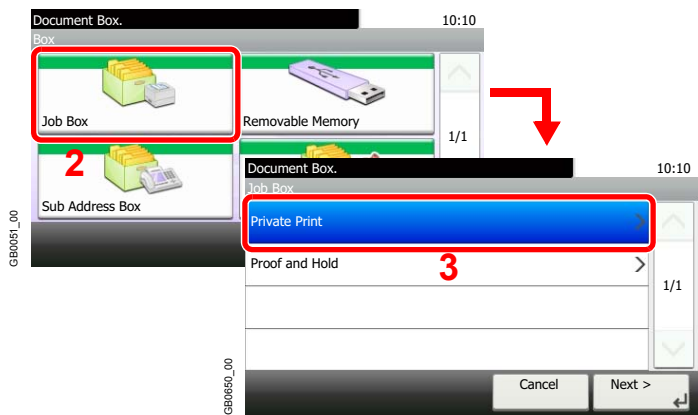 Document Box.
10:10
Box
Job Box
Removable Memory
1/1
2
Sub Address Box
GB0051_00
Document Box.
10:10
Job Box
Private Print
Proof and Hold
3
1/1
Cancel
Next >
GB0650_00